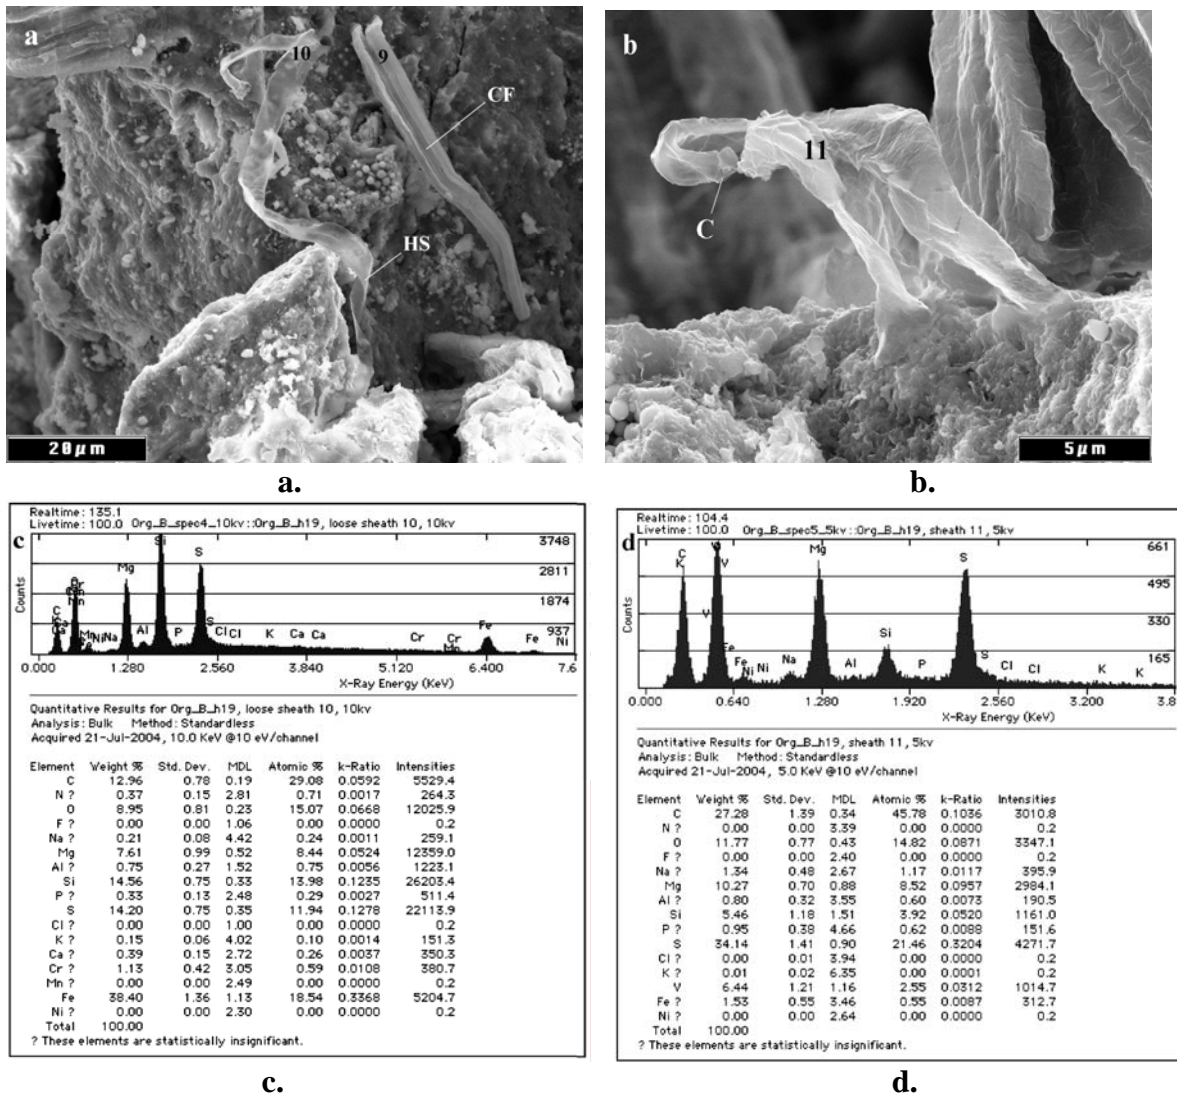 a
10
9
CF
HS
20μm
a.
b
11
C
5μm
b.
Realtime: 135.1
Livetime: 100.0 Org_B_spec4_10kv::Org_B_h19, loose sheath 10, 10kv
c
3748
2811
1874
937
Counts
C
Ca
Mg
Si
S
Fe
Ni
Na
Al
P
S
Cl
Cl
K
Ca
Ca
Cr
Cr
Mn
Fe
Fe
Ni
0.000 1.280 2.560 3.840 5.120 6.400 7.6
X-Ray Energy (KeV)
Quantitative Results for Org_B_h19, loose sheath 10, 10kv
Analysis: Bulk Method: Standardless
Acquired 21-Jul-2004, 10.0 KeV @10 eV/channel
Element Weight % Std. Dev. MDL Atomic % k-Ratio Intensities
C 12.96 0.78 0.19 29.08 0.0592 5529.4
N ? 0.37 0.15 2.81 0.71 0.0017 264.3
O 8.95 0.81 0.23 15.07 0.0668 12025.9
F ? 0.00 0.00 1.06 0.00 0.0000 0.2
Na ? 0.21 0.08 4.42 0.24 0.0011 259.1
Mg 7.61 0.99 0.52 8.44 0.0524 12359.0
Al ? 0.75 0.27 1.52 0.75 0.0056 1223.1
Si 14.56 0.75 0.33 13.98 0.1235 26203.4
P ? 0.33 0.13 2.48 0.29 0.0027 511.4
S 14.20 0.75 0.35 11.94 0.1278 22113.9
Cl ? 0.00 0.00 1.00 0.00 0.0000 0.2
K ? 0.15 0.06 4.02 0.10 0.0014 151.3
Ca ? 0.39 0.15 2.72 0.26 0.0037 350.3
Cr ? 1.13 0.42 3.05 0.59 0.0108 380.7
Mn ? 0.00 0.00 2.49 0.00 0.0000 0.2
Fe 38.40 1.36 1.13 18.54 0.3368 5204.7
Ni ? 0.00 0.00 2.30 0.00 0.0000 0.2
Total 100.00
? These elements are statistically insignificant.
c.
Realtime: 104.4
Livetime: 100.0 Org_B_spec5_5kv::Org_B_h19, sheath 11, 5kv
d
661
495
330
165
Counts
C
K
V
V
Fe
Fe
Ni
Ni
Na
Mg
Al
Si
P
S
S
Cl
Cl
K
K
0.000 0.640 1.280 1.920 2.560 3.200 3.8
X-Ray Energy (KeV)
Quantitative Results for Org_B_h19, sheath 11, 5kv
Analysis: Bulk Method: Standardless
Acquired 21-Jul-2004, 5.0 KeV @10 eV/channel
Element Weight % Std. Dev. MDL Atomic % k-Ratio Intensities
C 27.28 1.39 0.34 45.78 0.1036 3010.8
N ? 0.00 0.00 3.39 0.00 0.0000 0.2
O 11.77 0.77 0.43 14.82 0.0871 3347.1
F ? 0.00 0.00 2.40 0.00 0.0000 0.2
Na ? 1.34 0.48 2.67 1.17 0.0117 395.9
Mg 10.27 0.70 0.88 8.52 0.0957 2984.1
Al ? 0.80 0.32 3.55 0.60 0.0073 190.5
Si 5.46 1.18 1.51 3.92 0.0520 1161.0
P ? 0.95 0.38 4.66 0.62 0.0088 151.6
S 34.14 1.41 0.90 21.46 0.3204 4271.7
Cl ? 0.00 0.01 3.94 0.00 0.0000 0.2
K ? 0.01 0.02 6.35 0.00 0.0001 0.2
V 6.44 1.21 1.16 2.55 0.0312 1014.7
Fe ? 1.53 0.55 3.46 0.55 0.0087 312.7
Ni ? 0.00 0.00 2.64 0.00 0.0000 0.2
Total 100.00
? These elements are statistically insignificant.
d.